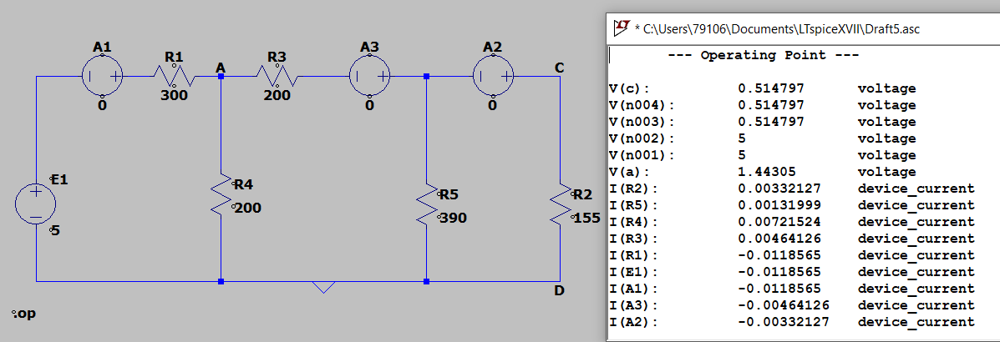 A1
0
R1
300
A
R3
200
A3
0
A2
0
C
E1
5
R4
200
R5
390
R2
155
D
.op
* C:\Users\79106\Documents\LTspiceXVII\Draft5.asc
--- Operating Point ---
V(c): 0.514797 voltage
V(n004): 0.514797 voltage
V(n003): 0.514797 voltage
V(n002): 5 voltage
V(n001): 5 voltage
V(a): 1.44305 voltage
I(R2): 0.00332127 device_current
I(R5): 0.00131999 device_current
I(R4): 0.00721524 device_current
I(R3): 0.00464126 device_current
I(R1): -0.0118565 device_current
I(E1): -0.0118565 device_current
I(A1): -0.0118565 device_current
I(A3): -0.00464126 device_current
I(A2): -0.00332127 device_current